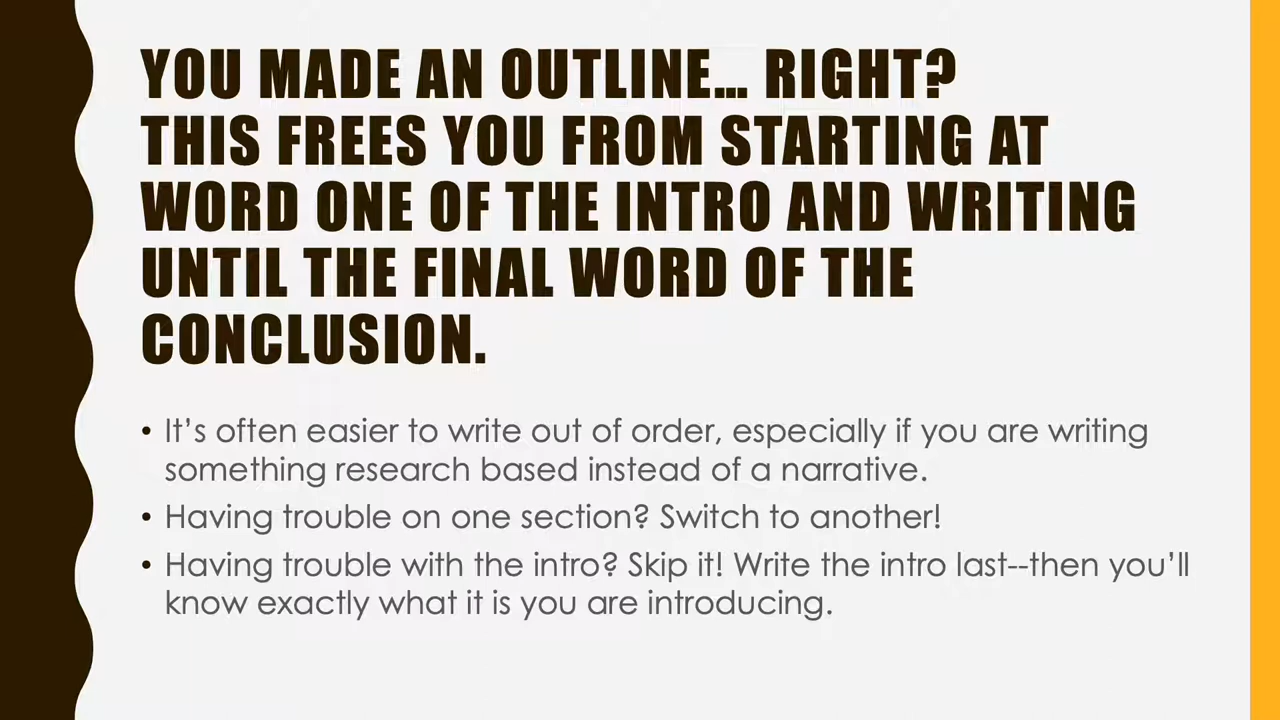 YOU MADE AN OUTLINE... RIGHT?
THIS FREES YOU FROM STARTING AT
WORD ONE OF THE INTRO AND WRITING
UNTIL THE FINAL WORD OF THE
CONCLUSION.
• It’s often easier to write out of order, especially if you are writing
something research based instead of a narrative.
• Having trouble on one section? Switch to another!
• Having trouble with the intro? Skip it! Write the intro last--then you’ll
know exactly what it is you are introducing.